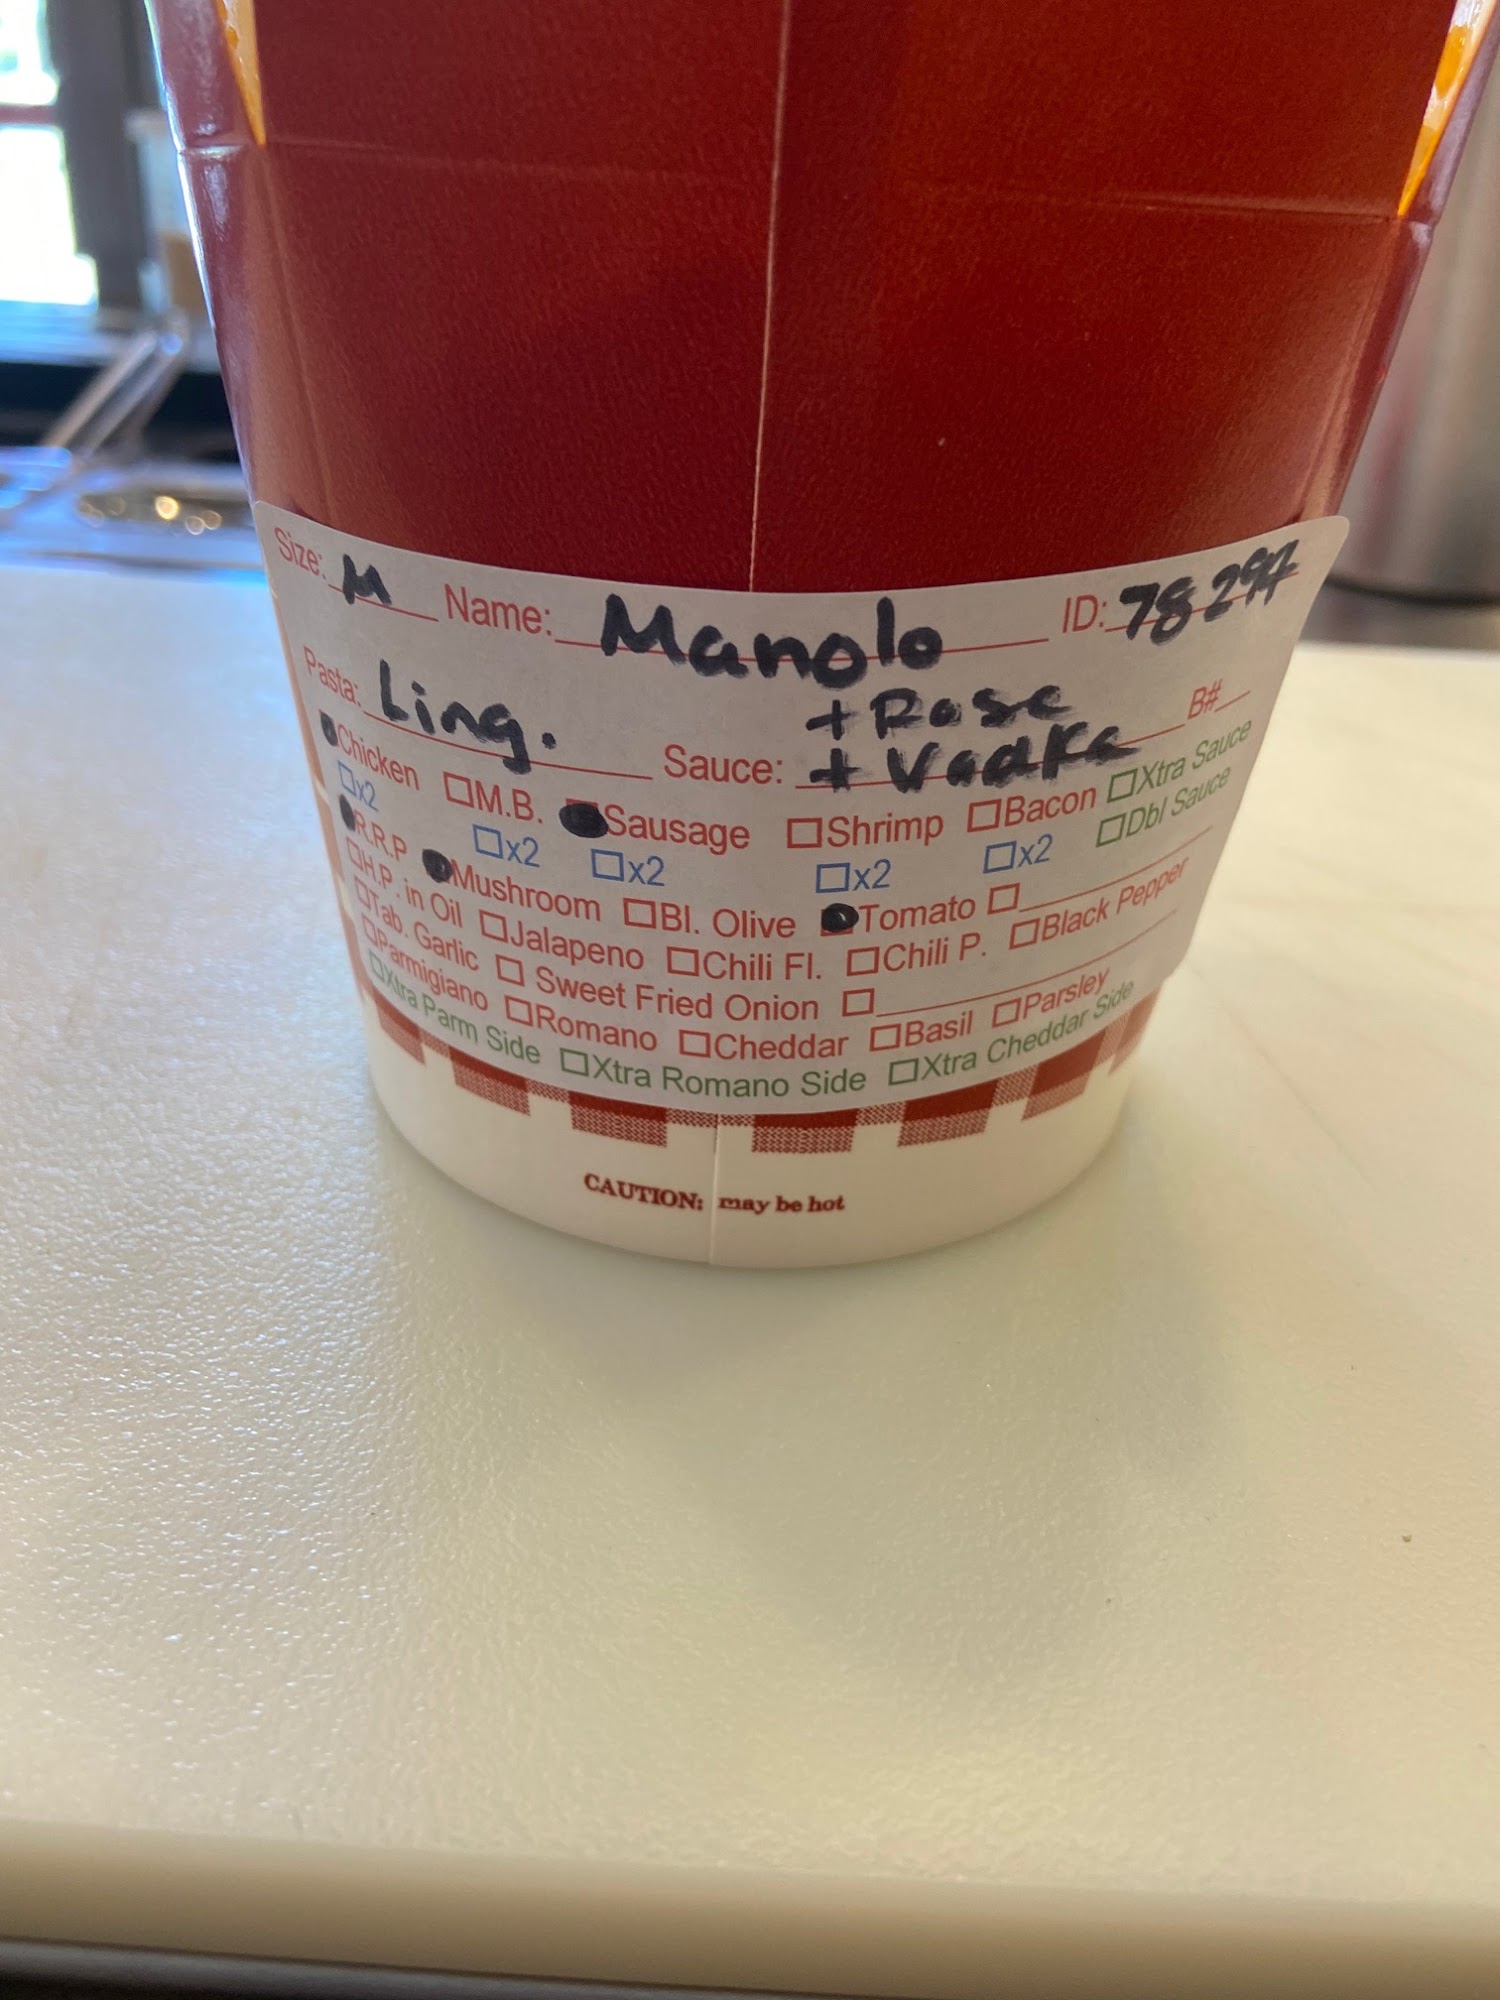 Size: M Name: Manolo ID: 78294
+ Rose
Pasta: Ling. Sauce: + Vodka B#
Chicken M.B. Sausage Shrimp Bacon Xtra Sauce
x2 x2 x2 x2 x2 Dbl Sauce
R.R.P Mushroom Bl. Olive Tomato
H.P. in Oil Jalapeno Chili Fl. Chili P. Black Pepper
Tab. Garlic Sweet Fried Onion
Parmigiano Romano Cheddar Basil Parsley
Xtra Parm Side Xtra Romano Side Xtra Cheddar Side
CAUTION: may be hot